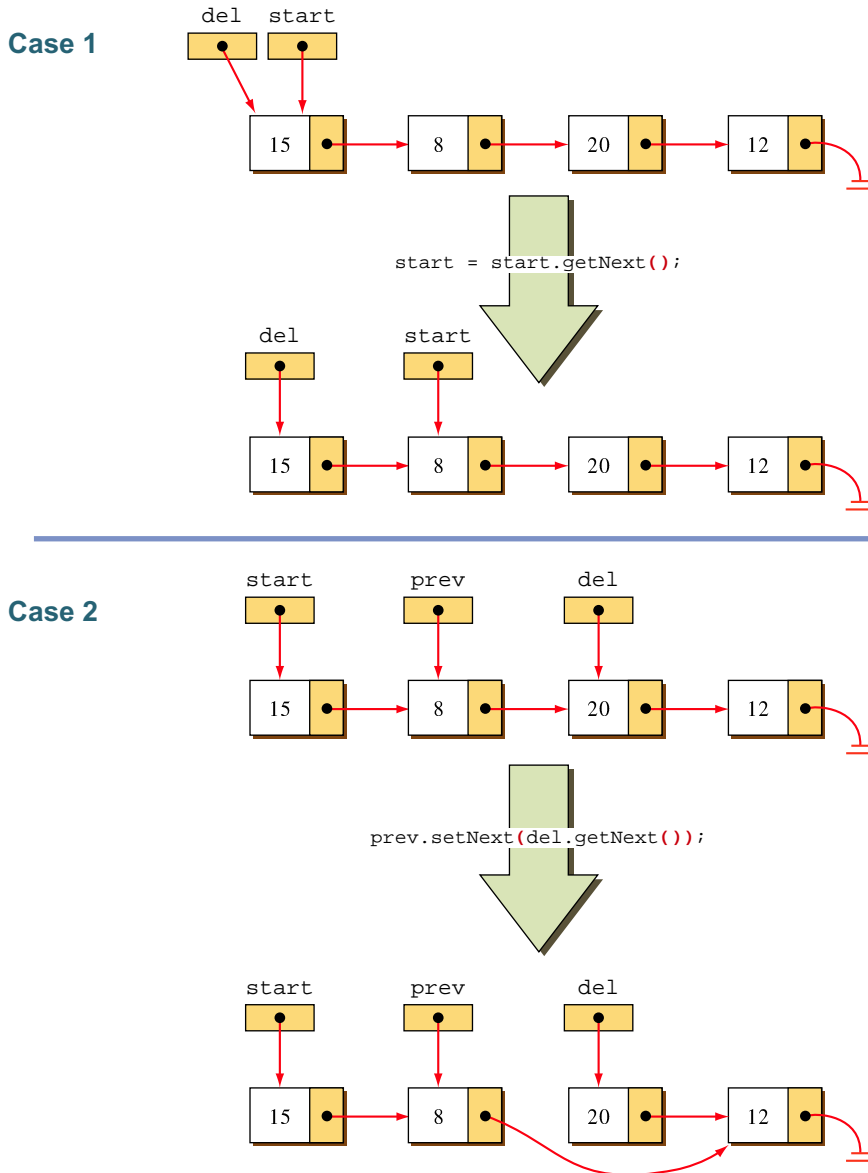 del start
Case 1
15 8 20 12
start = start.getNext();
del start
15 8 20 12
start prev del
Case 2
15 8 20 12
prev.setNext(del.getNext());
start prev del
15 8 20 12